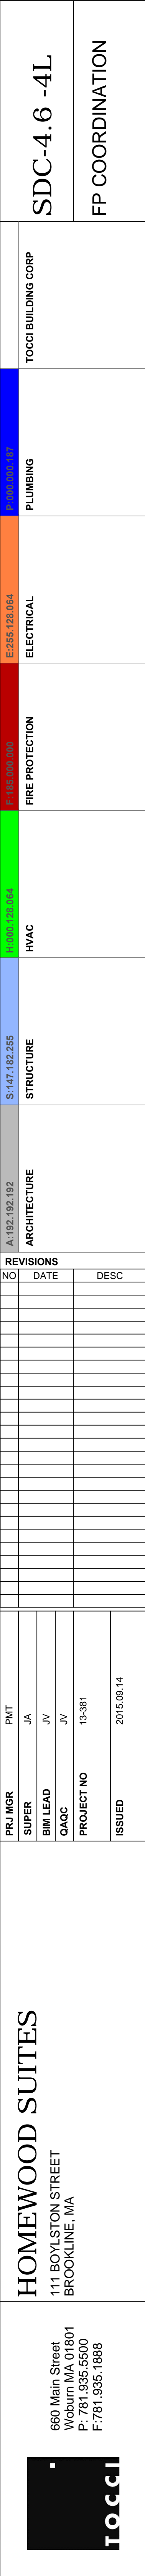 SDC-4.6 -4L
FP COORDINATION
TOCCI BUILDING CORP
P:000.000.187
PLUMBING
E:255.128.064
ELECTRICAL
F:185.000.000
FIRE PROTECTION
H:000.128.064
HVAC
S:147.182.255
STRUCTURE
A:192.192.192
ARCHITECTURE
REVISIONS
NO DATE DESC
PRJ MGR PMT
SUPER JA
BIM LEAD JV
QAQC JV
PROJECT NO 13-381
ISSUED 2015.09.14
HOMEWOOD SUITES
111 BOYLSTON STREET
BROOKLINE, MA
660 Main Street
Woburn MA 01801
P: 781.935.5500
F:781.935.1888
TOCCI